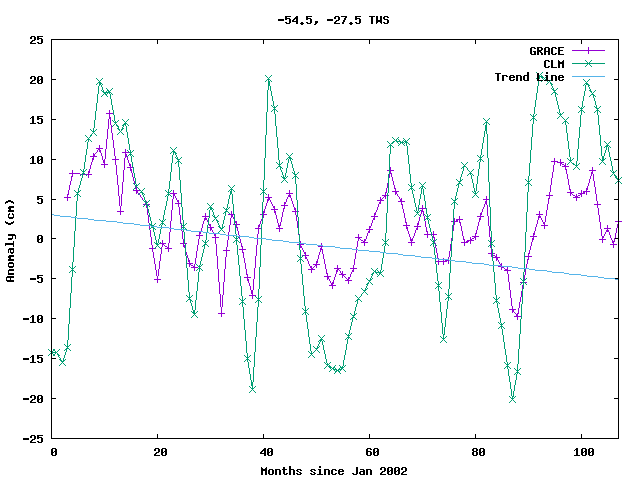 -54.5, -27.5 TWS
GRACE
CLM
Trend Line
25
20
15
10
5
0
-5
-10
-15
-20
-25
Anomaly (cm)
0 20 40 60 80 100
Months since Jan 2002